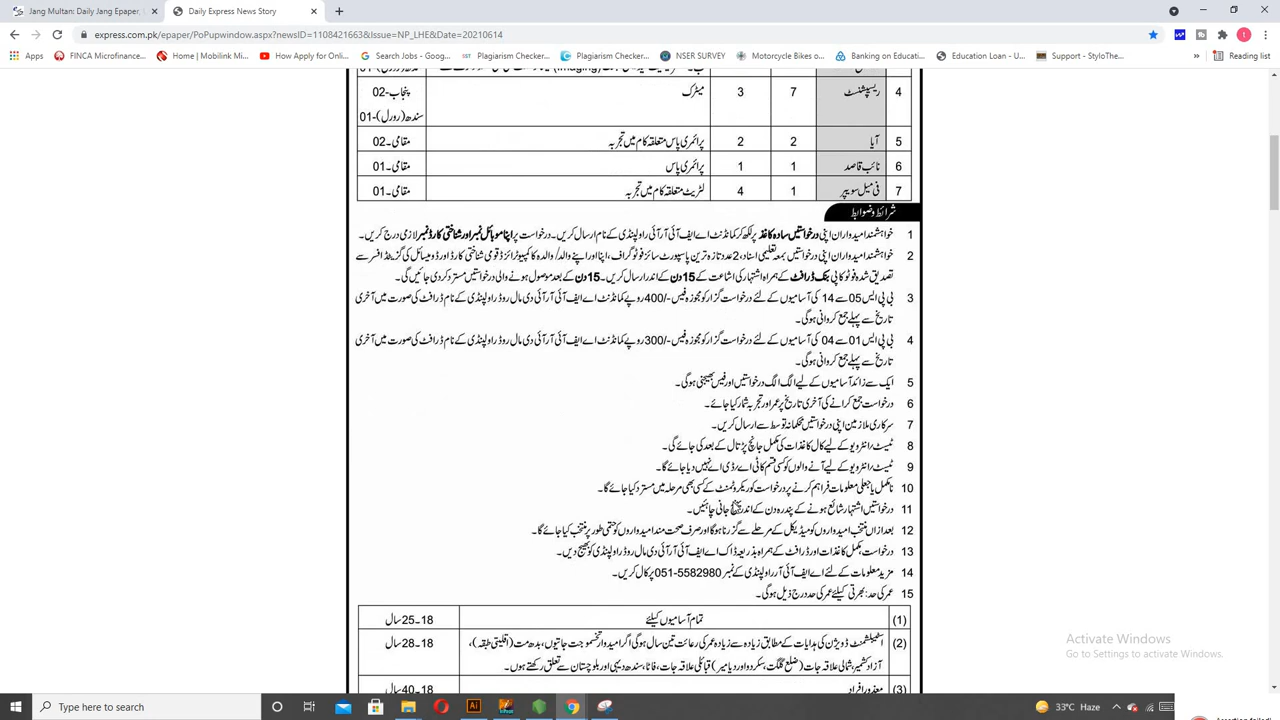 Jang Multan: Daily Jang Epaper, U
Daily Express News Story
express.com.pk/epaper/PoPupwindow.aspx?newsID=1108421663&Issue=NP_LHE&Date=20210614
Apps
FINCA Microfinance...
Home | Mobilink Mi...
How Apply for Onli...
Search Jobs - Goog...
Plagiarism Checker...
Plagiarism Checker...
NSER SURVEY
Motorcycle Bikes o...
Banking on Educati...
Education Loan - U...
Support - StyloThe...
»
Reading list
4 ریسپشنسٹ 7 3 میٹرک پنجاب-02
سندھ(رورل)-01
5 آیا 2 2 پرائمری پاس متعلقہ کام میں تجربہ مقامی۔02
6 نائب قاصد 1 1 پرائمری پاس مقامی۔01
7 فی میل سویپر 1 4 لٹریٹ متعلقہ کام میں تجربہ مقامی۔01
شرائط و ضوابط
1 خواہشمند امیدواران اپنی درخواستیں سادہ کاغذ پر لکھ کر کمانڈنٹ اے ایف آئی آر آئی راولپنڈی کے نام ارسال کریں۔ درخواست پر اپنا موبائل نمبر اور شناختی کارڈ نمبر لازمی درج کریں۔
2 خواہشمند امیدواران اپنی درخواستیں بمعہ تعلیمی اسناد، 2 عدد تازہ ترین پاسپورٹ سائز فوٹو گراف، اپنا اور اپنے والد/ والدہ کا کمپیوٹرائزڈ قومی شناختی کارڈ اور ڈومیسائل کی گزیٹڈ افسر سے
تصدیق شدہ فوٹو کاپی بنک ڈرافٹ کے ہمراہ اشتہار کی اشاعت کے 15 دن کے اندر ارسال کریں۔ 15 دن کے بعد موصول ہونے والی درخواستیں مسترد کر دی جائیں گی۔
3 بی پی ایس 05 سے 14 کی آسامیوں کے لئے درخواست گزار کو مجوزہ فیس -/400 روپے کمانڈنٹ اے ایف آئی آر آئی دی مال روڈ راولپنڈی کے نام ڈرافٹ کی صورت میں آخری
تاریخ سے پہلے جمع کروانی ہوگی۔
4 بی پی ایس 01 سے 04 کی آسامیوں کے لئے درخواست گزار کو مجوزہ فیس -/300 روپے کمانڈنٹ اے ایف آئی آر آئی دی مال روڈ راولپنڈی کے نام ڈرافٹ کی صورت میں آخری
تاریخ سے پہلے جمع کروانی ہوگی۔
5 ایک سے زائد آسامیوں کے لیے الگ الگ درخواستیں اور فیس بھیجنی ہوگی۔
6 درخواست جمع کرانے کی آخری تاریخ پر عمر اور تجربہ شمار کیا جائے گا۔
7 سرکاری ملازمین اپنی درخواستیں محکمانہ توسط سے ارسال کریں۔
8 ٹیسٹ/انٹرویو کے لیے کال کاغذات کی مکمل جانچ پڑتال کے بعد کی جائے گی۔
9 ٹیسٹ/انٹرویو کے لیے آنے والوں کو کسی قسم کا ٹی اے/ڈی اے نہیں دیا جائے گا۔
10 نامکمل یا جعلی معلومات فراہم کرنے پر درخواست کو ریکروٹمنٹ کے کسی بھی مرحلہ میں مسترد کیا جائے گا۔
11 درخواستیں اشتہار شائع ہونے کے پندرہ دن کے اندر پہنچ جانی چاہئیں۔
12 بعد ازاں منتخب امیدواروں کو میڈیکل کے مرحلے سے گزرنا ہوگا اور صرف صحت مند امیدواروں کو حتمی طور پر منتخب کیا جائے گا۔
13 درخواست بمکمل کاغذات اور ڈرافٹ کے ہمراہ بذریعہ ڈاک اے ایف آئی آر آئی دی مال روڈ راولپنڈی کو بھیج دیں۔
14 مزید معلومات کے لئے اے ایف آئی آر راولپنڈی کے نمبر 051-5582980 پر کال کریں۔
15 عمر کی حد: بھرتی کیلئے عمر کی حد درج ذیل ہوگی۔
(1) تمام آسامیوں کیلئے 18۔25 سال
(2) اسٹیبلشمنٹ ڈویژن کی ہدایات کے مطابق زیادہ سے زیادہ عمر کی رعائت تین سال ہوگی اگر امیدوار جاتیوں، بدھ مت (اقلیتی طبقہ)، 18۔28 سال
آزاد کشمیر، شمالی علاقہ جات (ضلع گلگت، سکردو اور دیامیر) قبائلی علاقہ جات، فاٹا، سندھ دیہی اور بلوچستان سے تعلق رکھتے ہوں۔
(3) معذور افراد 18۔40 سال
Activate Windows
Go to Settings to activate Windows.
Type here to search
33°C Haze